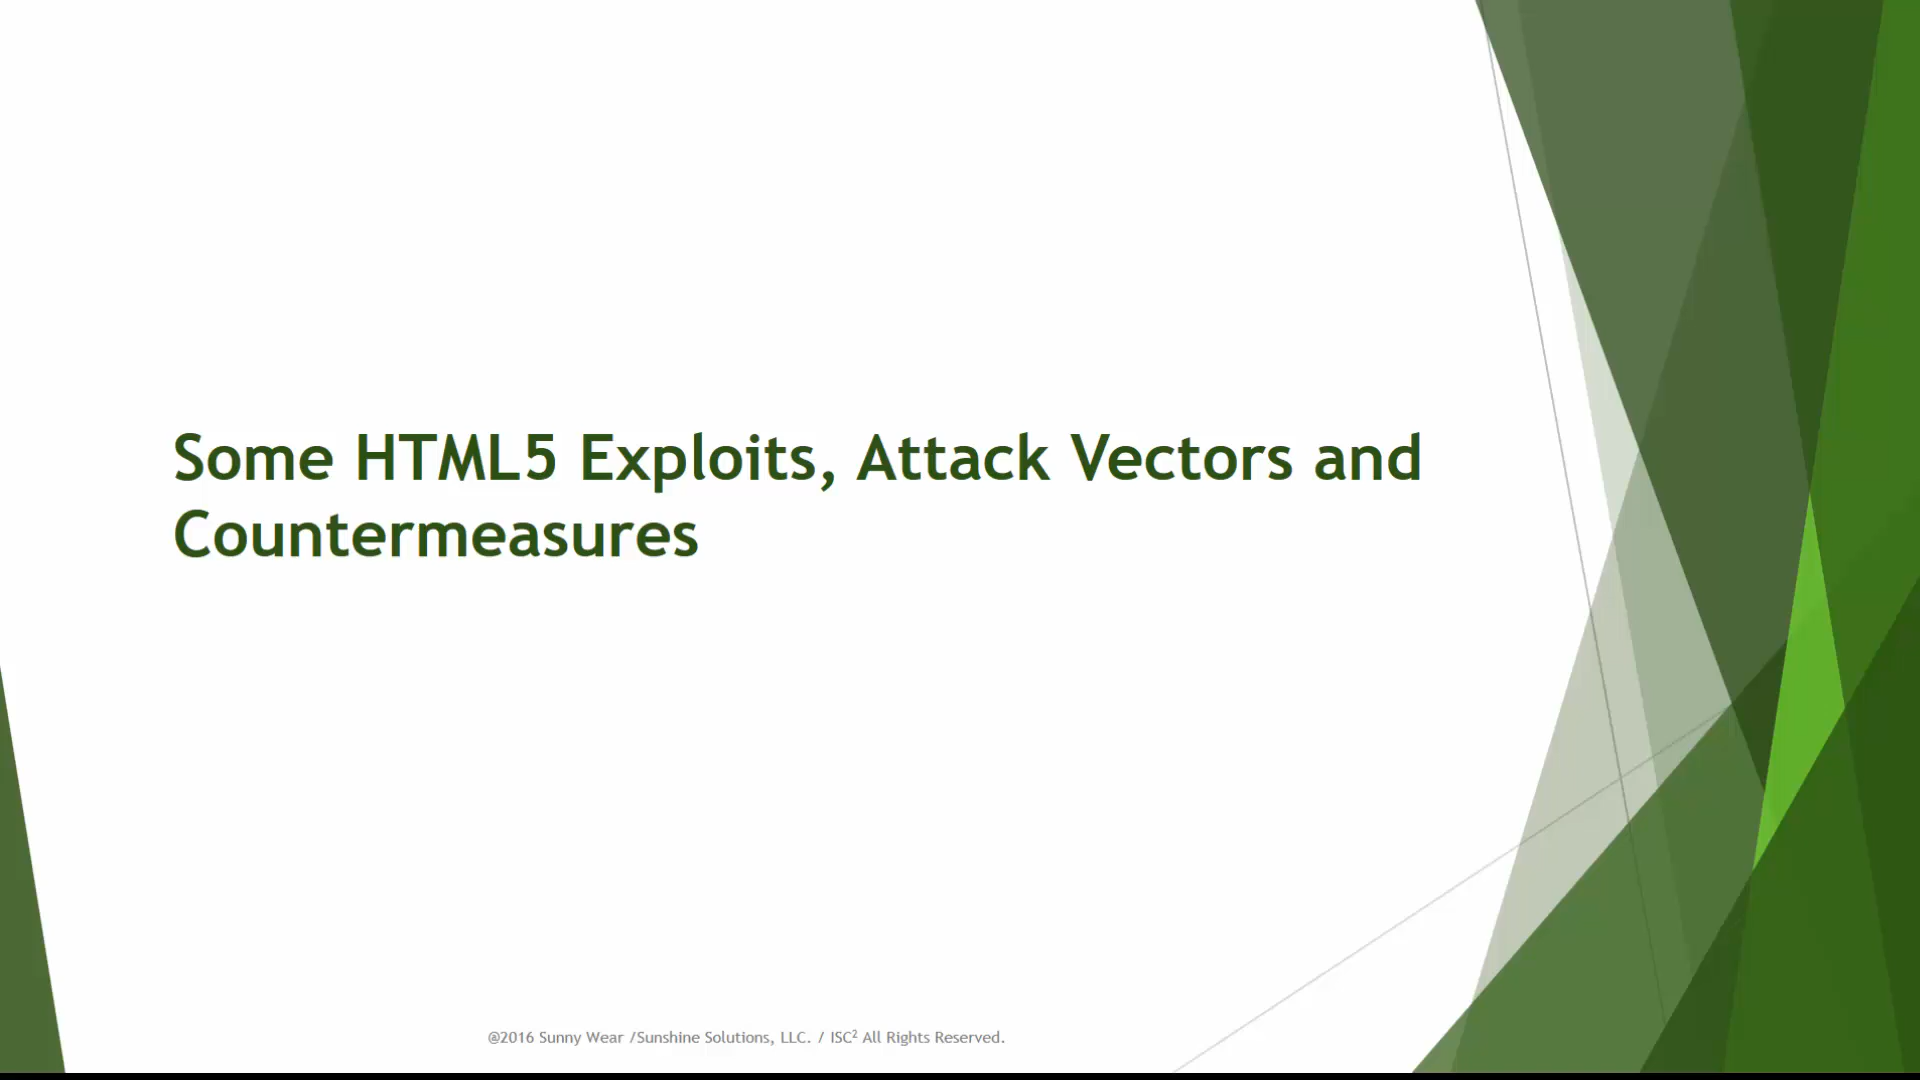 Some HTML5 Exploits, Attack Vectors and
Countermeasures
@2016 Sunny Wear /Sunshine Solutions, LLC. / ISC² All Rights Reserved.